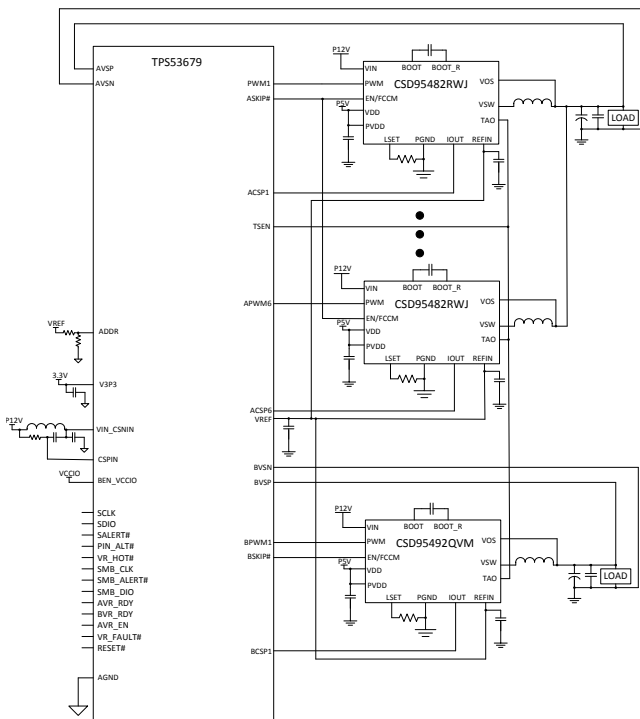 TPS53679
AVSP
AVSN
PWM1
ASKIP#
ACSP1
TSEN
APWM6
ADDR
VREF
V3P3
3.3V
ACSP6
VREF
P12V
VIN_CSNIN
CSPIN
VCCIO
BEN_VCCIO
BVSN
BVSP
SCLK
SDIO
SALERT#
PIN_ALT#
VR_HOT#
SMB_CLK
SMB_ALERT#
SMB_DIO
AVR_RDY
BVR_RDY
AVR_EN
VR_FAULT#
RESET#
BPWM1
BSKIP#
BCSP1
AGND
P12V
VIN
BOOT BOOT_R
PWM
CSD95482RWJ
VOS
EN/FCCM
P5V
VDD
VSW
PVDD
TAO
LSET PGND IOUT REFIN
LOAD
P12V
VIN
BOOT BOOT_R
PWM
CSD95482RWJ
VOS
EN/FCCM
P5V
VDD
VSW
PVDD
TAO
LSET PGND IOUT REFIN
P12V
VIN
BOOT BOOT_R
PWM
CSD95492QVM
VOS
EN/FCCM
P5V
VDD
VSW
PVDD
TAO
LSET PGND IOUT REFIN
LOAD